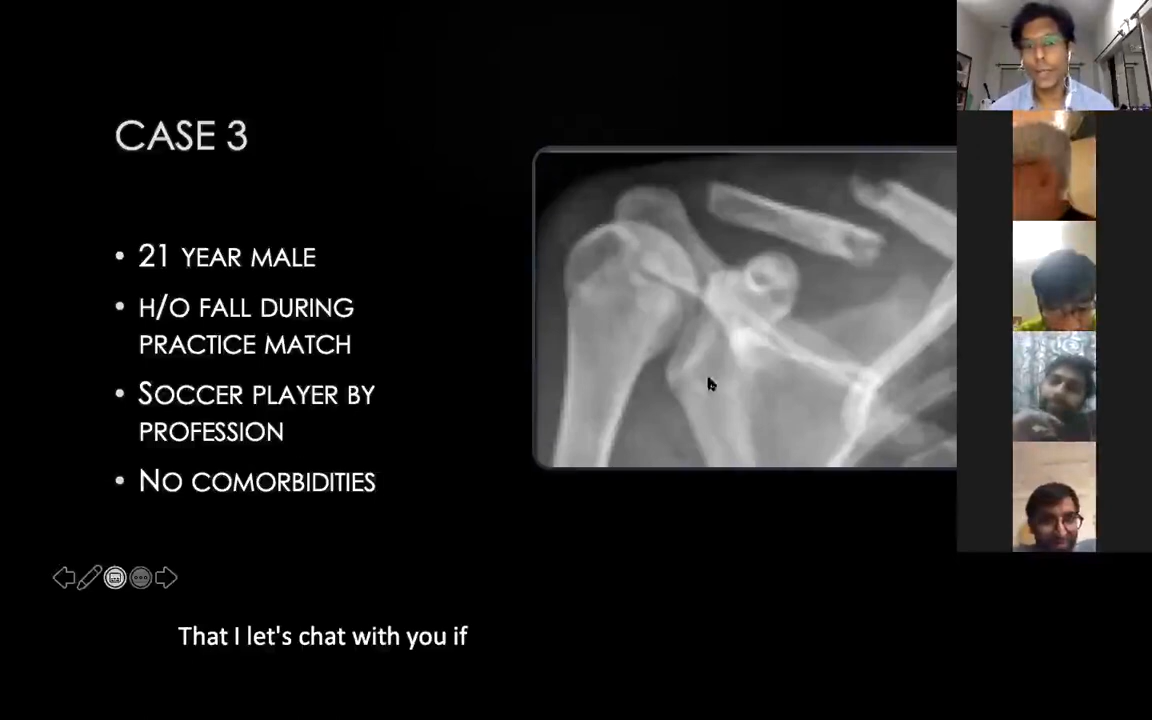 CASE 3
• 21 YEAR MALE
• H/O FALL DURING
PRACTICE MATCH
• SOCCER PLAYER BY
PROFESSION
• NO COMORBIDITIES
That I let's chat with you if